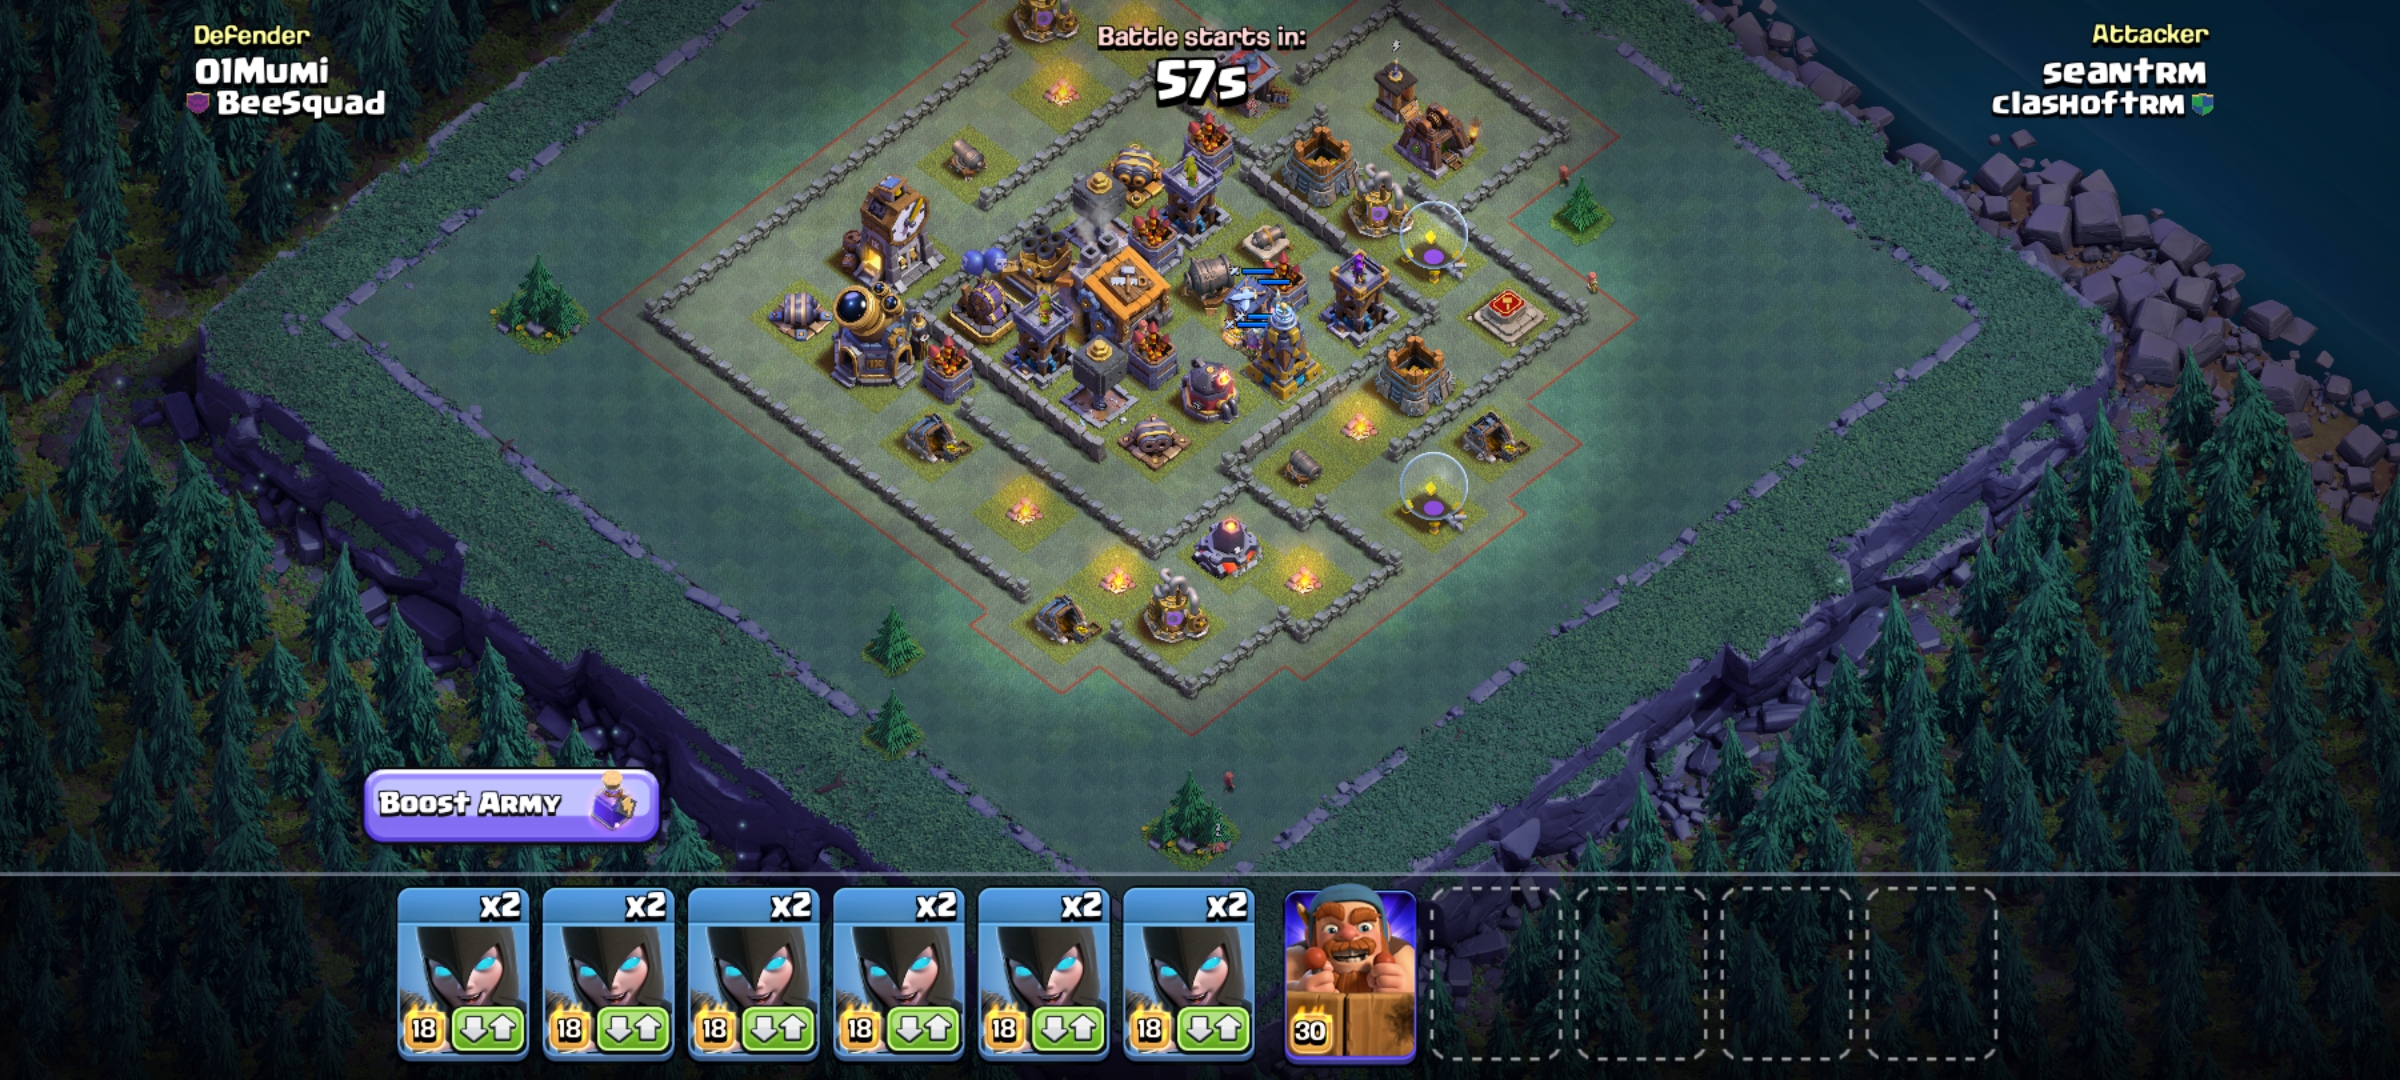 Defender
01Mumi
BeeSquad
Battle starts in:
57s
Attacker
seantRM
clashoftRM
Boost Army
x2
x2
x2
x2
x2
x2
18
18
18
18
18
18
30